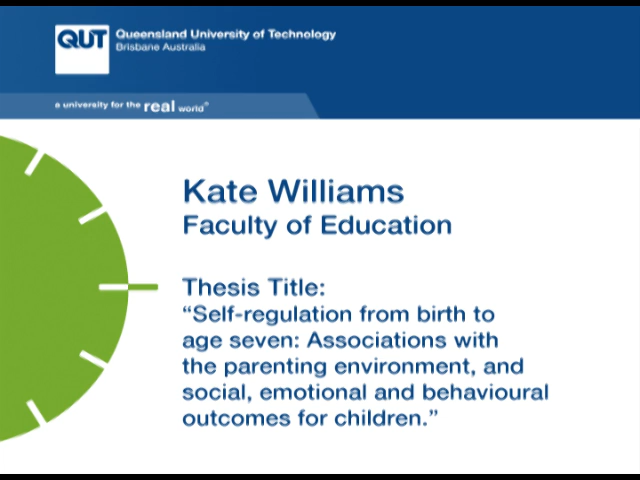 QUT
Queensland University of Technology
Brisbane Australia
a university for the real world®
Kate Williams
Faculty of Education
Thesis Title:
“Self-regulation from birth to
age seven: Associations with
the parenting environment, and
social, emotional and behavioural
outcomes for children.”